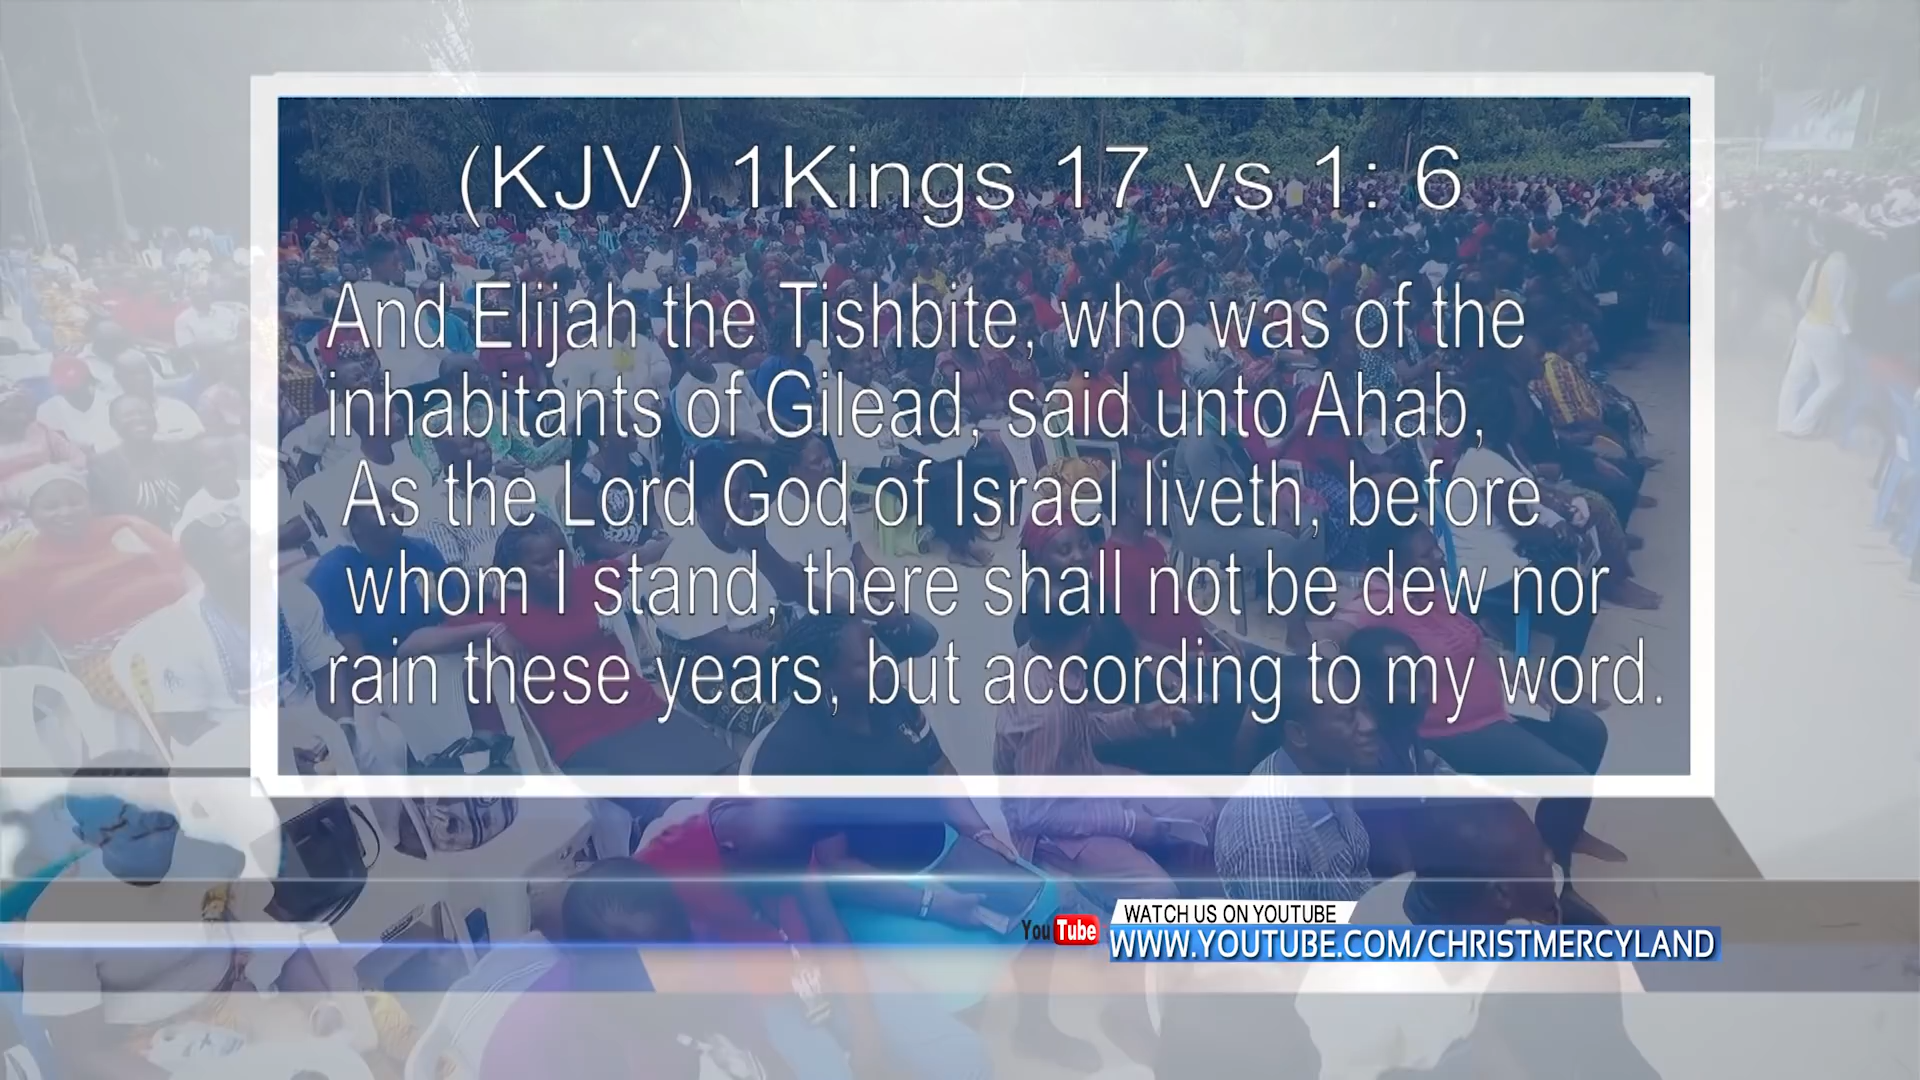 (KJV) 1Kings 17 vs 1: 6
And Elijah the Tishbite, who was of the
inhabitants of Gilead, said unto Ahab,
As the Lord God of Israel liveth, before
whom I stand, there shall not be dew nor
rain these years, but according to my word.
WATCH US ON YOUTUBE
YouTube
WWW.YOUTUBE.COM/CHRISTMERCYLAND